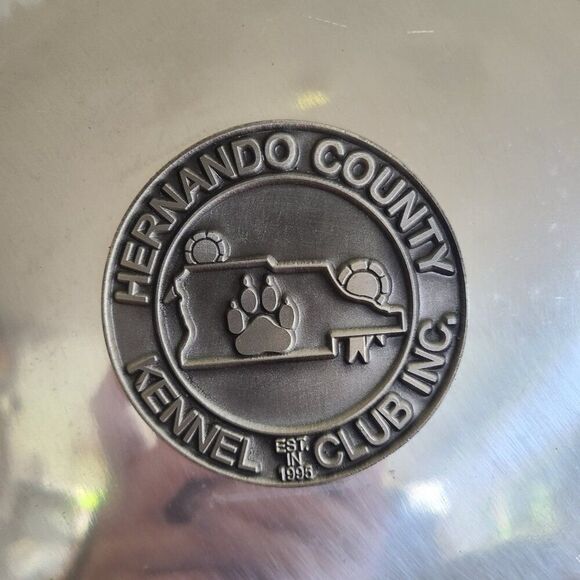 HERNANDO COUNTY
KENNEL CLUB INC.
EST.
IN
1995